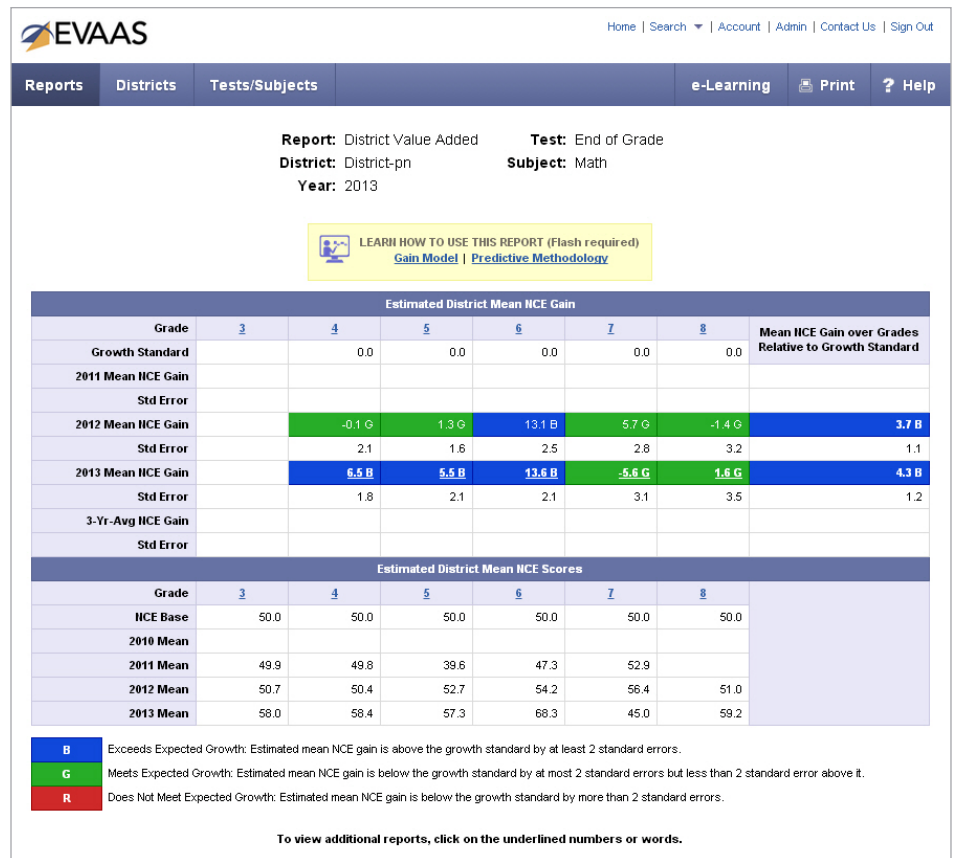 EVAAS
Home | Search | Account | Admin | Contact Us | Sign Out
Reports Districts Tests/Subjects e-Learning Print ? Help
Report: District Value Added Test: End of Grade
District: District-pn Subject: Math
Year: 2013
LEARN HOW TO USE THIS REPORT (Flash required)
Gain Model | Predictive Methodology
Estimated District Mean NCE Gain
Grade 3 4 5 6 7 8 Mean NCE Gain over Grades Relative to Growth Standard
Growth Standard 0.0 0.0 0.0 0.0 0.0
2011 Mean NCE Gain
Std Error
2012 Mean NCE Gain -0.1 G 1.3 G 13.1 B 5.7 G -1.4 G 3.7 B
Std Error 2.1 1.6 2.5 2.8 3.2 1.1
2013 Mean NCE Gain 6.5 B 5.5 B 13.6 B -5.6 G 1.6 G 4.3 B
Std Error 1.8 2.1 2.1 3.1 3.5 1.2
3-Yr-Avg NCE Gain
Std Error
Estimated District Mean NCE Scores
Grade 3 4 5 6 7 8
NCE Base 50.0 50.0 50.0 50.0 50.0 50.0
2010 Mean
2011 Mean 49.9 49.8 39.6 47.3 52.9
2012 Mean 50.7 50.4 52.7 54.2 56.4 51.0
2013 Mean 58.0 58.4 57.3 68.3 45.0 59.2
B Exceeds Expected Growth: Estimated mean NCE gain is above the growth standard by at least 2 standard errors.
G Meets Expected Growth: Estimated mean NCE gain is below the growth standard by at most 2 standard errors but less than 2 standard error above it.
R Does Not Meet Expected Growth: Estimated mean NCE gain is below the growth standard by more than 2 standard errors.
To view additional reports, click on the underlined numbers or words.